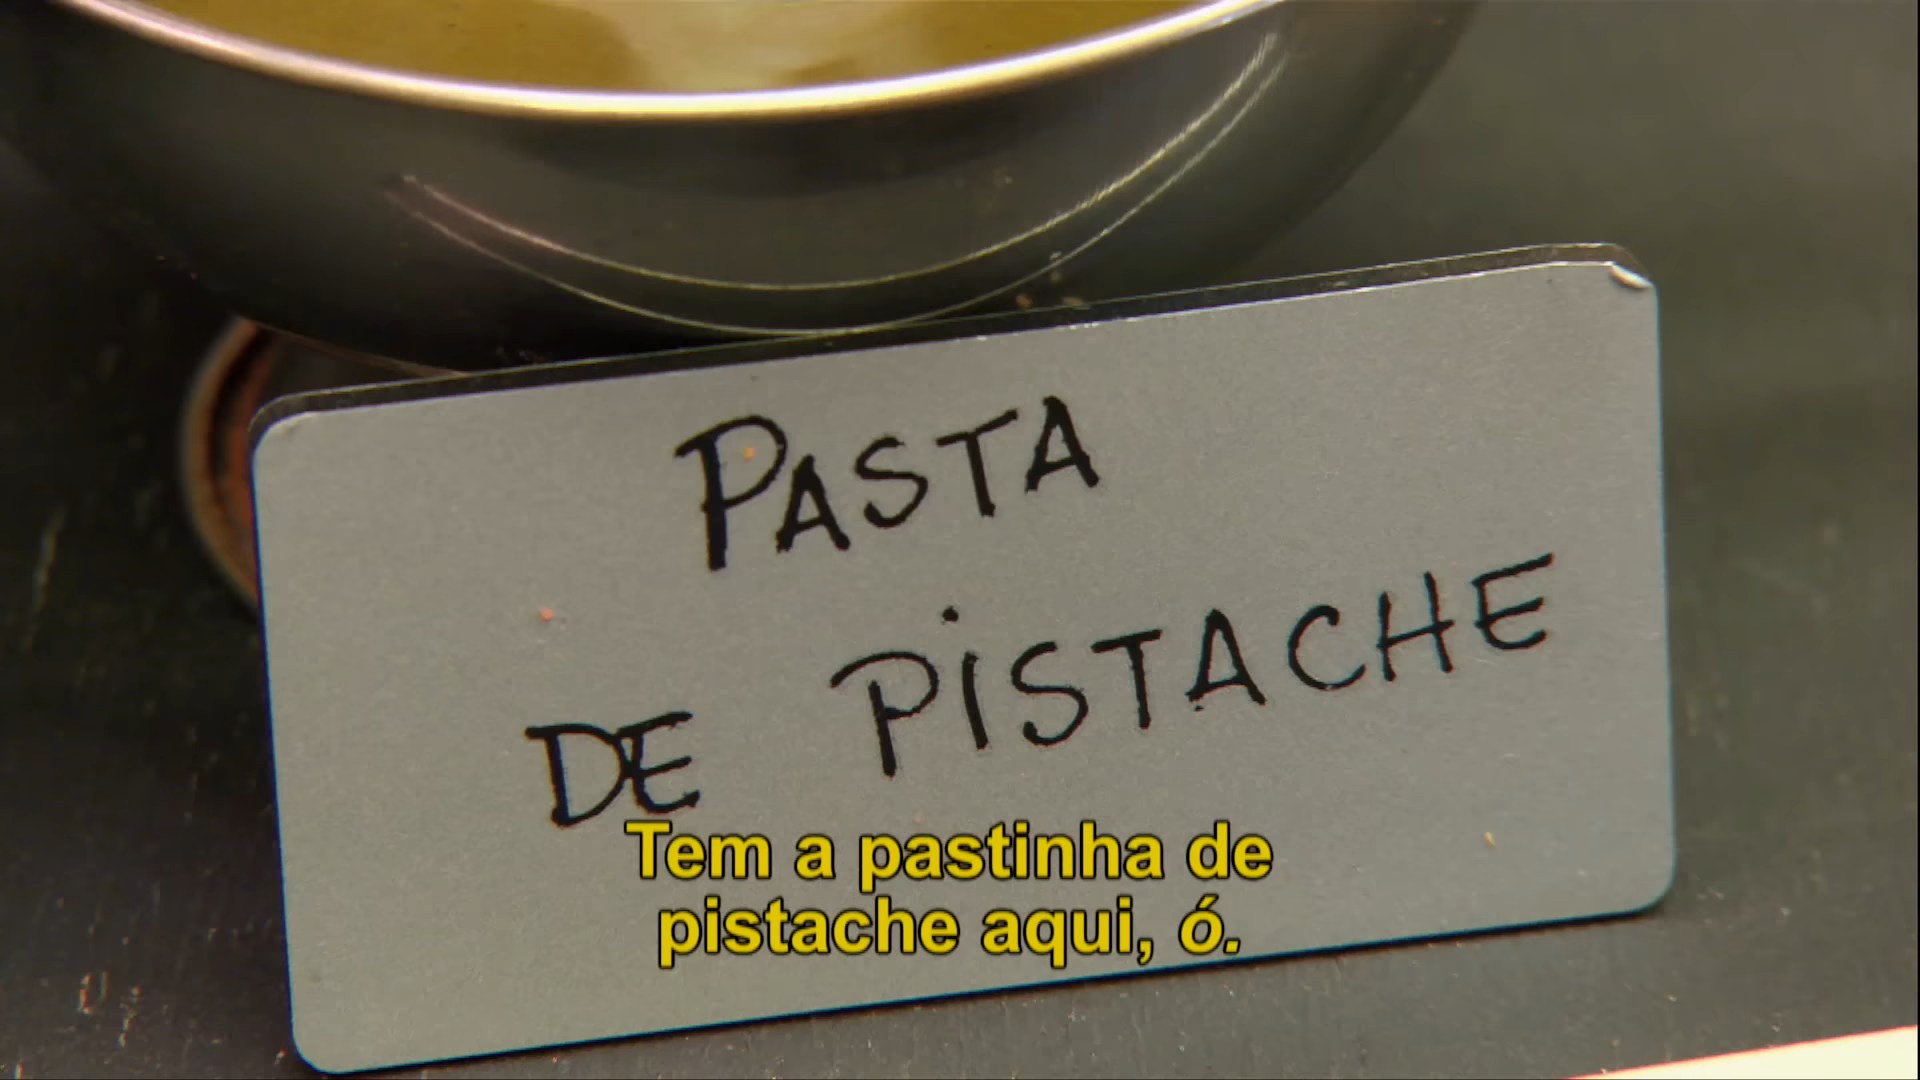 PASTA
DE PiSTACHE
Tem a pastinha de
pistache aqui, ó.